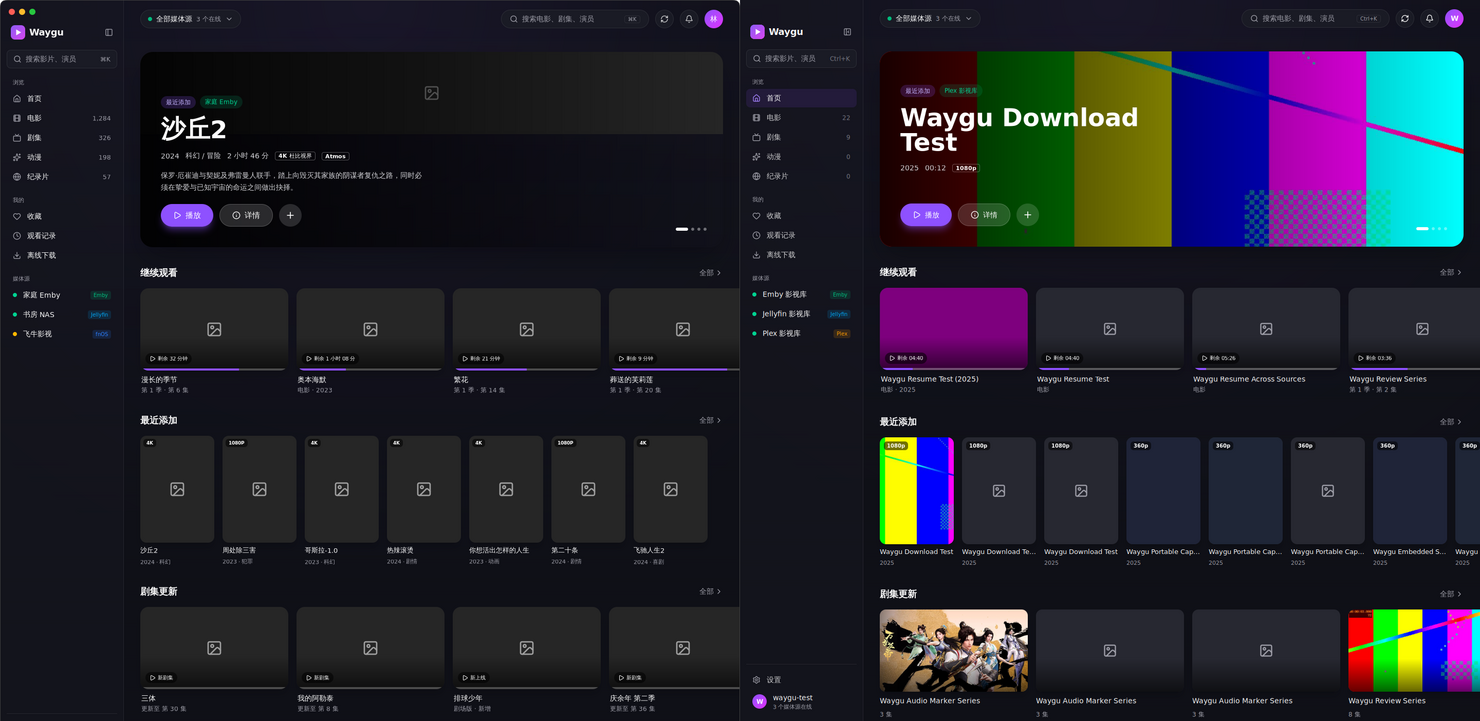 Waygu
搜索影片、演员 ⌘K
浏览
首页
电影 1,284
剧集 326
动漫 198
纪录片 57
我的
收藏
观看记录
离线下载
媒体源
家庭 Emby Emby
书房 NAS Jellyfin
飞牛影视 fnOS
全部媒体源 3 个在线
搜索电影、剧集、演员 ⌘K
林
最近添加 家庭 Emby
沙丘2
2024 科幻 / 冒险 2 小时 46 分 4K 杜比视界 Atmos
保罗·厄崔迪与契妮及弗雷曼人联手，踏上向毁灭其家族的阴谋者复仇之路，同时必
须在挚爱与已知宇宙的命运之间做出抉择。
播放 详情
继续观看 全部
剩余 32 分钟 剩余 1 小时 08 分 剩余 21 分钟 剩余 9 分钟
漫长的季节 奥本海默 繁花 葬送的芙莉莲
第 1 季 · 第 6 集 电影 · 2023 第 1 季 · 第 14 集 第 1 季 · 第 20 集
最近添加 全部
4K 1080P 4K 4K 4K 1080P 4K
沙丘2 周处除三害 哥斯拉-1.0 热辣滚烫 你想活出怎样的人生 第二十条 飞驰人生2
2024 · 科幻 2023 · 犯罪 2023 · 科幻 2024 · 剧情 2023 · 动画 2024 · 剧情 2024 · 喜剧
剧集更新 全部
新剧集 新剧集 新上线 新剧集
三体 我的阿勒泰 排球少年 庆余年 第二季
更新至 第 30 集 更新至 第 8 集 剧场版 · 新增 更新至 第 36 集
Waygu
搜索影片、演员 Ctrl+K
浏览
首页
电影 22
剧集 9
动漫 0
纪录片 0
我的
收藏
观看记录
离线下载
媒体源
Emby 影视库 Emby
Jellyfin 影视库 Jellyfin
Plex 影视库 Plex
设置
W waygu-test
3 个媒体源在线
全部媒体源 3 个在线
搜索电影、剧集、演员 Ctrl+K
W
最近添加 Plex 影视库
Waygu Download
Test
2025 00:12 1080p
播放 详情
继续观看 全部
剩余 04:40 剩余 04:40 剩余 05:26 剩余 03:36
Waygu Resume Test (2025) Waygu Resume Test Waygu Resume Across Sources Waygu Review Series
电影 · 2025 电影 电影 第 1 季 · 第 2 集
最近添加 全部
1080p 1080p 1080p 360p 360p 360p 360p 360p
Waygu Download Test Waygu Download Te... Waygu Download Test Waygu Portable Cap... Waygu Portable Cap... Waygu Portable Cap... Waygu Embedded S... Waygu
2025 2025 2025 2025 2025 2025 2025 2025
剧集更新 全部
Waygu Audio Marker Series Waygu Audio Marker Series Waygu Audio Marker Series Waygu Review Series
3 集 3 集 3 集 8 集